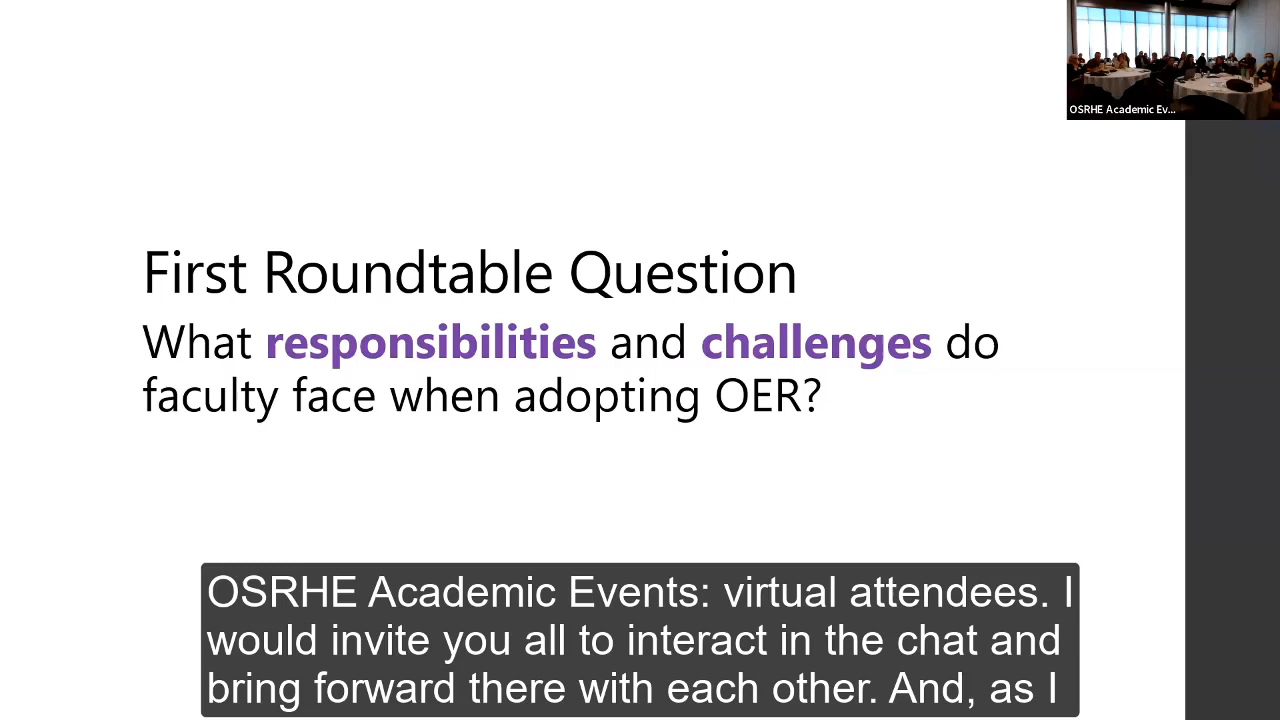 OSRHE Academic Ev...
First Roundtable Question
What responsibilities and challenges do
faculty face when adopting OER?
OSRHE Academic Events: virtual attendees. I
would invite you all to interact in the chat and
bring forward there with each other. And, as I